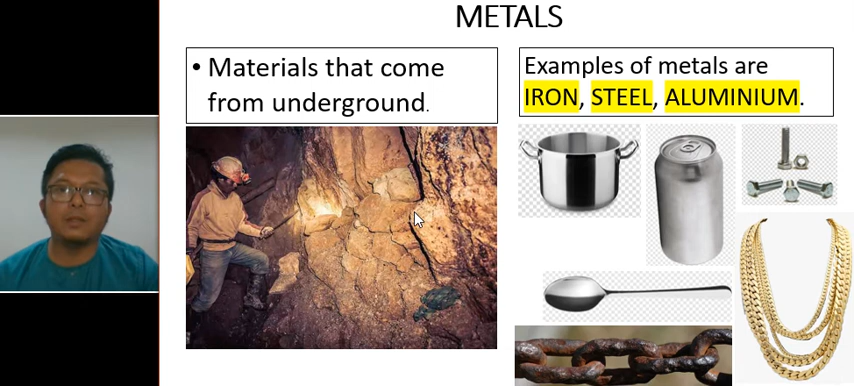 METALS
• Materials that come
from underground.
Examples of metals are
IRON, STEEL, ALUMINIUM.